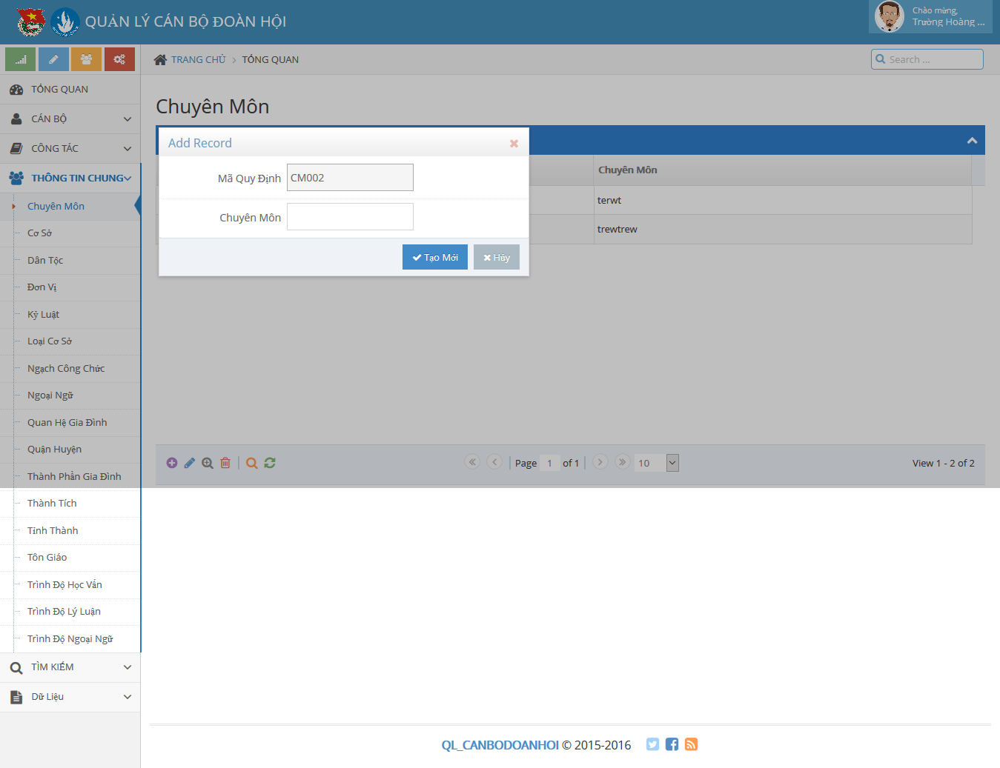 QUẢN LÝ CÁN BỘ ĐOÀN HỘI
Chào mừng,
Trường Hoàng ...
TRANG CHỦ
TỔNG QUAN
Search ...
TỔNG QUAN
CÁN BỘ
CÔNG TÁC
THÔNG TIN CHUNG
Chuyên Môn
Cơ Sở
Dân Tộc
Đơn Vị
Kỷ Luật
Loại Cơ Sở
Ngạch Công Chức
Ngoại Ngữ
Quan Hệ Gia Đình
Quận Huyện
Thành Phần Gia Đình
Thành Tích
Tỉnh Thành
Tôn Giáo
Trình Độ Học Vấn
Trình Độ Lý Luận
Trình Độ Ngoại Ngữ
TÌM KIẾM
Dữ Liệu
Chuyên Môn
Add Record
Mã Quy Định CM002
Chuyên Môn
Tạo Mới Hủy
Chuyên Môn
terwt
trewtrew
Page 1 of 1 10
View 1 - 2 of 2
QL_CANBODOANHOI © 2015-2016